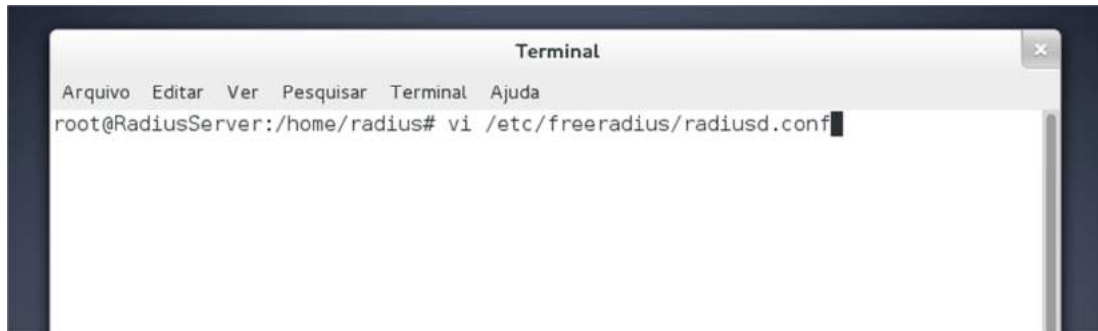 Terminal
Arquivo Editar Ver Pesquisar Terminal Ajuda
root@RadiusServer:/home/radius# vi /etc/freeradius/radiusd.conf